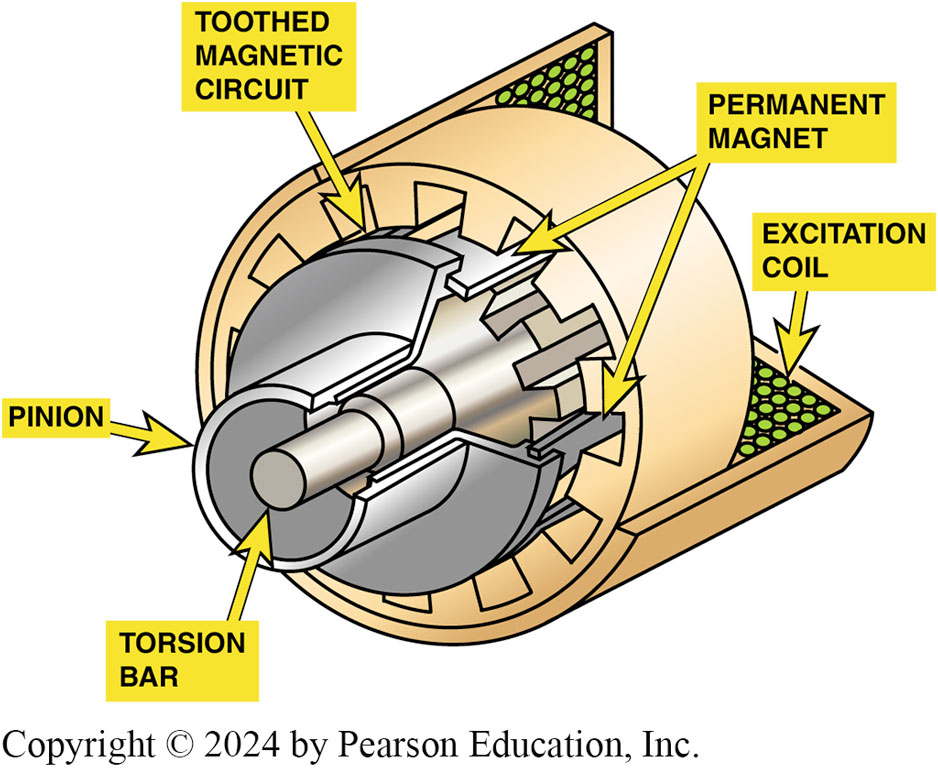 TOOTHED
MAGNETIC
CIRCUIT
PERMANENT
MAGNET
EXCITATION
COIL
PINION
TORSION
BAR
Copyright © 2024 by Pearson Education, Inc.